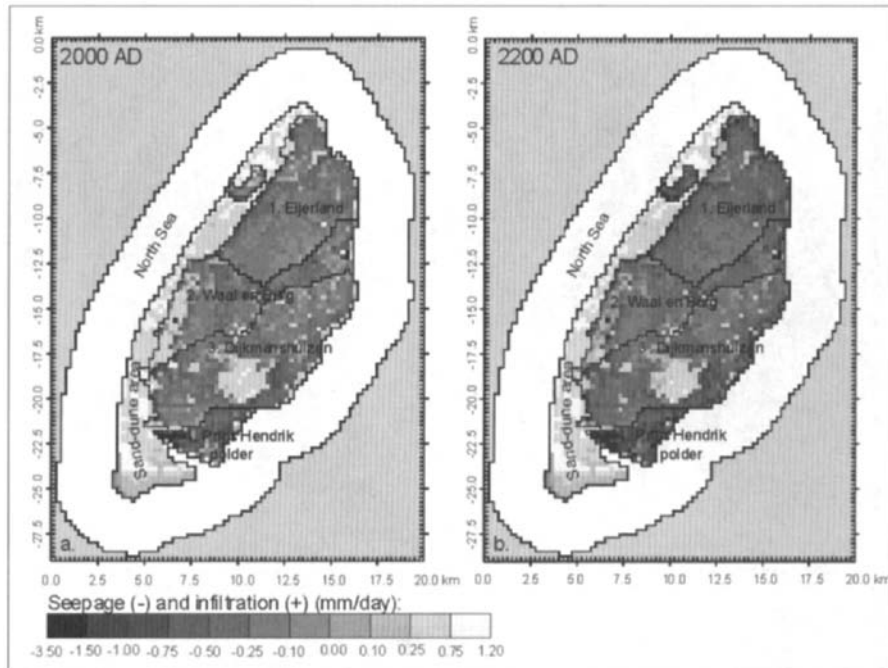 2000 AD
0.0 km
-2.5
-5.0
-7.5
-10.0
-12.5
-15.0
-17.5
-20.0
-22.5
-25.0
-27.5
North Sea
1. Eijerland
2. Waal en Burg
3. Dijkmanshuizen
Sand-dune area
Prins Hendrik
polder
a.
0.0 2.5 5.0 7.5 10.0 12.5 15.0 17.5 20.0 km
2200 AD
0.0 km
-2.5
-5.0
-7.5
-10.0
-12.5
-15.0
-17.5
-20.0
-22.5
-25.0
-27.5
North Sea
1. Eijerland
2. Waal en Burg
3. Dijkmanshuizen
Sand-dune area
Prins Hendrik
polder
b.
0.0 2.5 5.0 7.5 10.0 12.5 15.0 17.5 20.0 km
Seepage (-) and infiltration (+) (mm/day):
-3.50 -1.50 -1.00 -0.75 -0.50 -0.25 -0.10 0.00 0.10 0.25 0.75 1.20